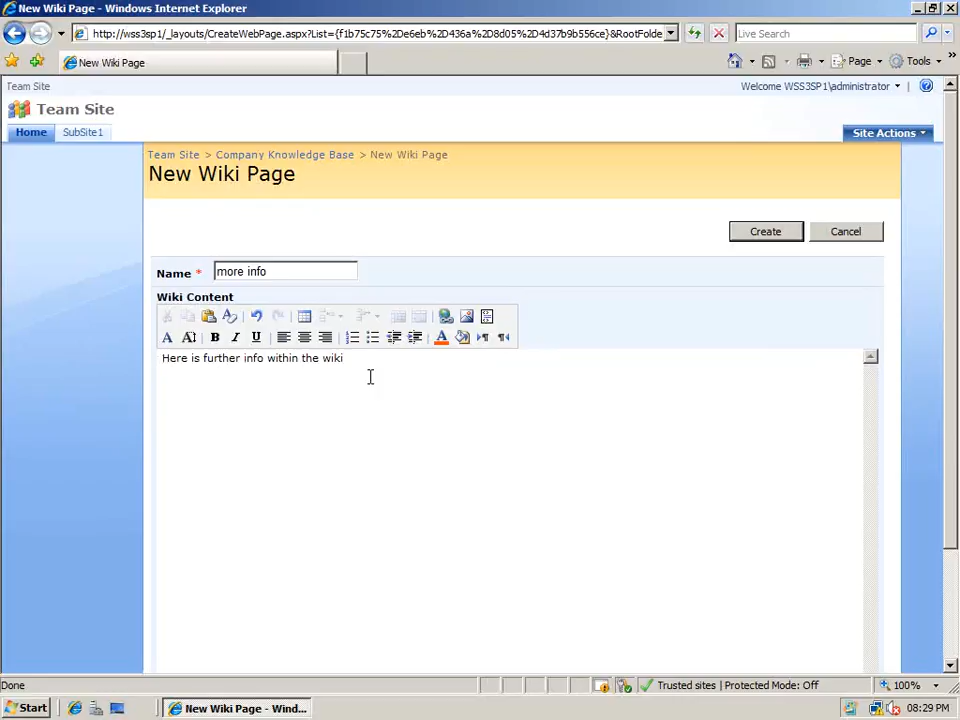 New Wiki Page - Windows Internet Explorer
http://wss3sp1/_layouts/CreateWebPage.aspx?List={f1b75c75%2De6eb%2D436a%2D8d05%2D4d37b9b556ce}&RootFolde
Live Search
New Wiki Page
Page
Tools
Team Site
Welcome WSS3SP1\administrator
Team Site
Home
SubSite1
Site Actions
Team Site > Company Knowledge Base > New Wiki Page
New Wiki Page
Create
Cancel
Name *
more info
Wiki Content
A B I U A
Here is further info within the wiki
Done
Trusted sites | Protected Mode: Off
100%
Start
New Wiki Page - Wind...
08:29 PM